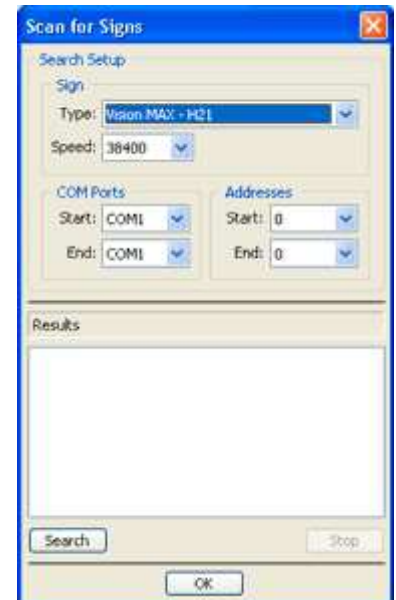 Scan for Signs
Search Setup
Sign
Type: Vision MAX - H21
Speed: 38400
COM Ports Addresses
Start: COM1 Start: 0
End: COM1 End: 0
Results
Search Stop
OK